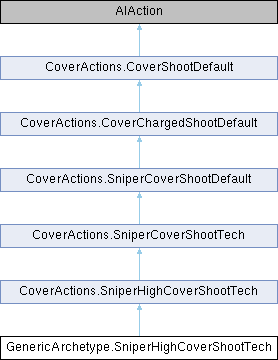 AIAction
CoverActions.CoverShootDefault
CoverActions.CoverChargedShootDefault
CoverActions.SniperCoverShootDefault
CoverActions.SniperCoverShootTech
CoverActions.SniperHighCoverShootTech
GenericArchetype.SniperHighCoverShootTech